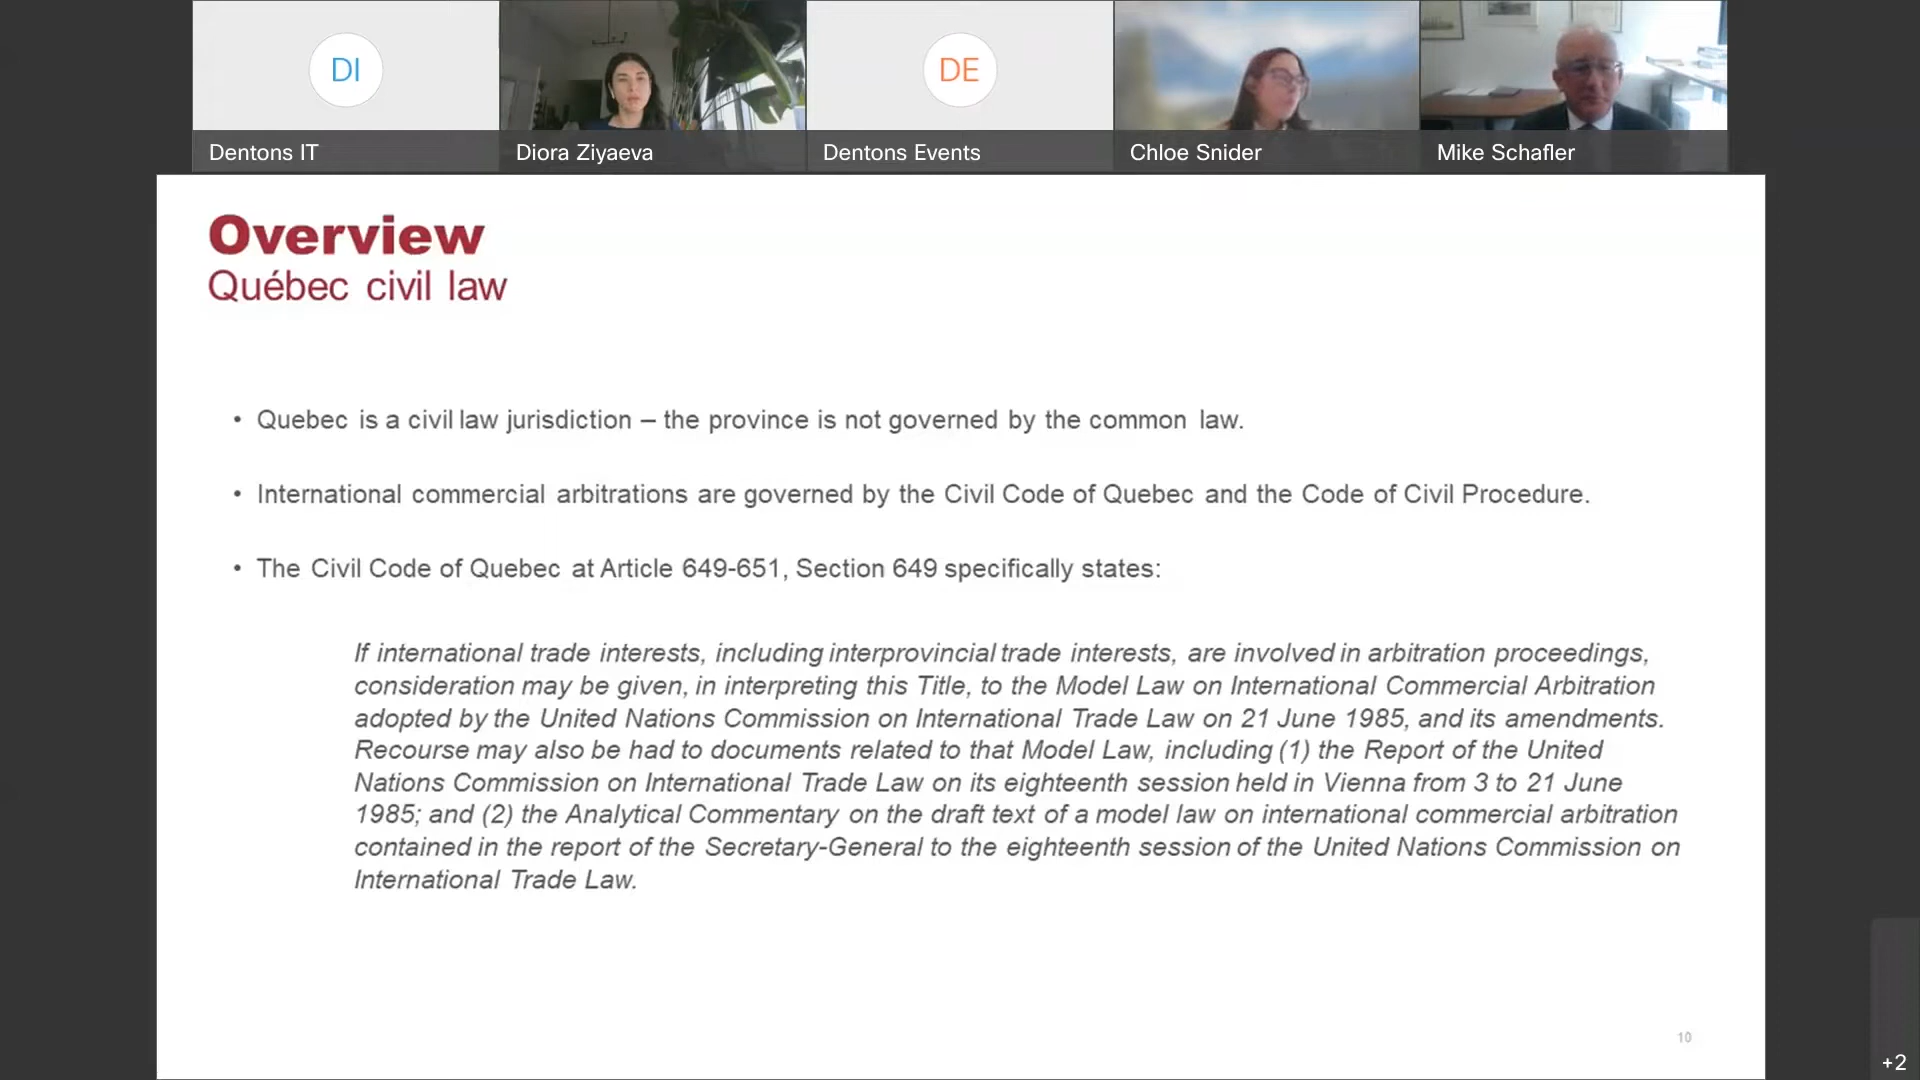 DI
DE
Dentons IT
Diora Ziyaeva
Dentons Events
Chloe Snider
Mike Schafler
Overview
Québec civil law
• Quebec is a civil law jurisdiction – the province is not governed by the common law.
• International commercial arbitrations are governed by the Civil Code of Quebec and the Code of Civil Procedure.
• The Civil Code of Quebec at Article 649-651, Section 649 specifically states:
If international trade interests, including interprovincial trade interests, are involved in arbitration proceedings,
consideration may be given, in interpreting this Title, to the Model Law on International Commercial Arbitration
adopted by the United Nations Commission on International Trade Law on 21 June 1985, and its amendments.
Recourse may also be had to documents related to that Model Law, including (1) the Report of the United
Nations Commission on International Trade Law on its eighteenth session held in Vienna from 3 to 21 June
1985; and (2) the Analytical Commentary on the draft text of a model law on international commercial arbitration
contained in the report of the Secretary-General to the eighteenth session of the United Nations Commission on
International Trade Law.
10
+2